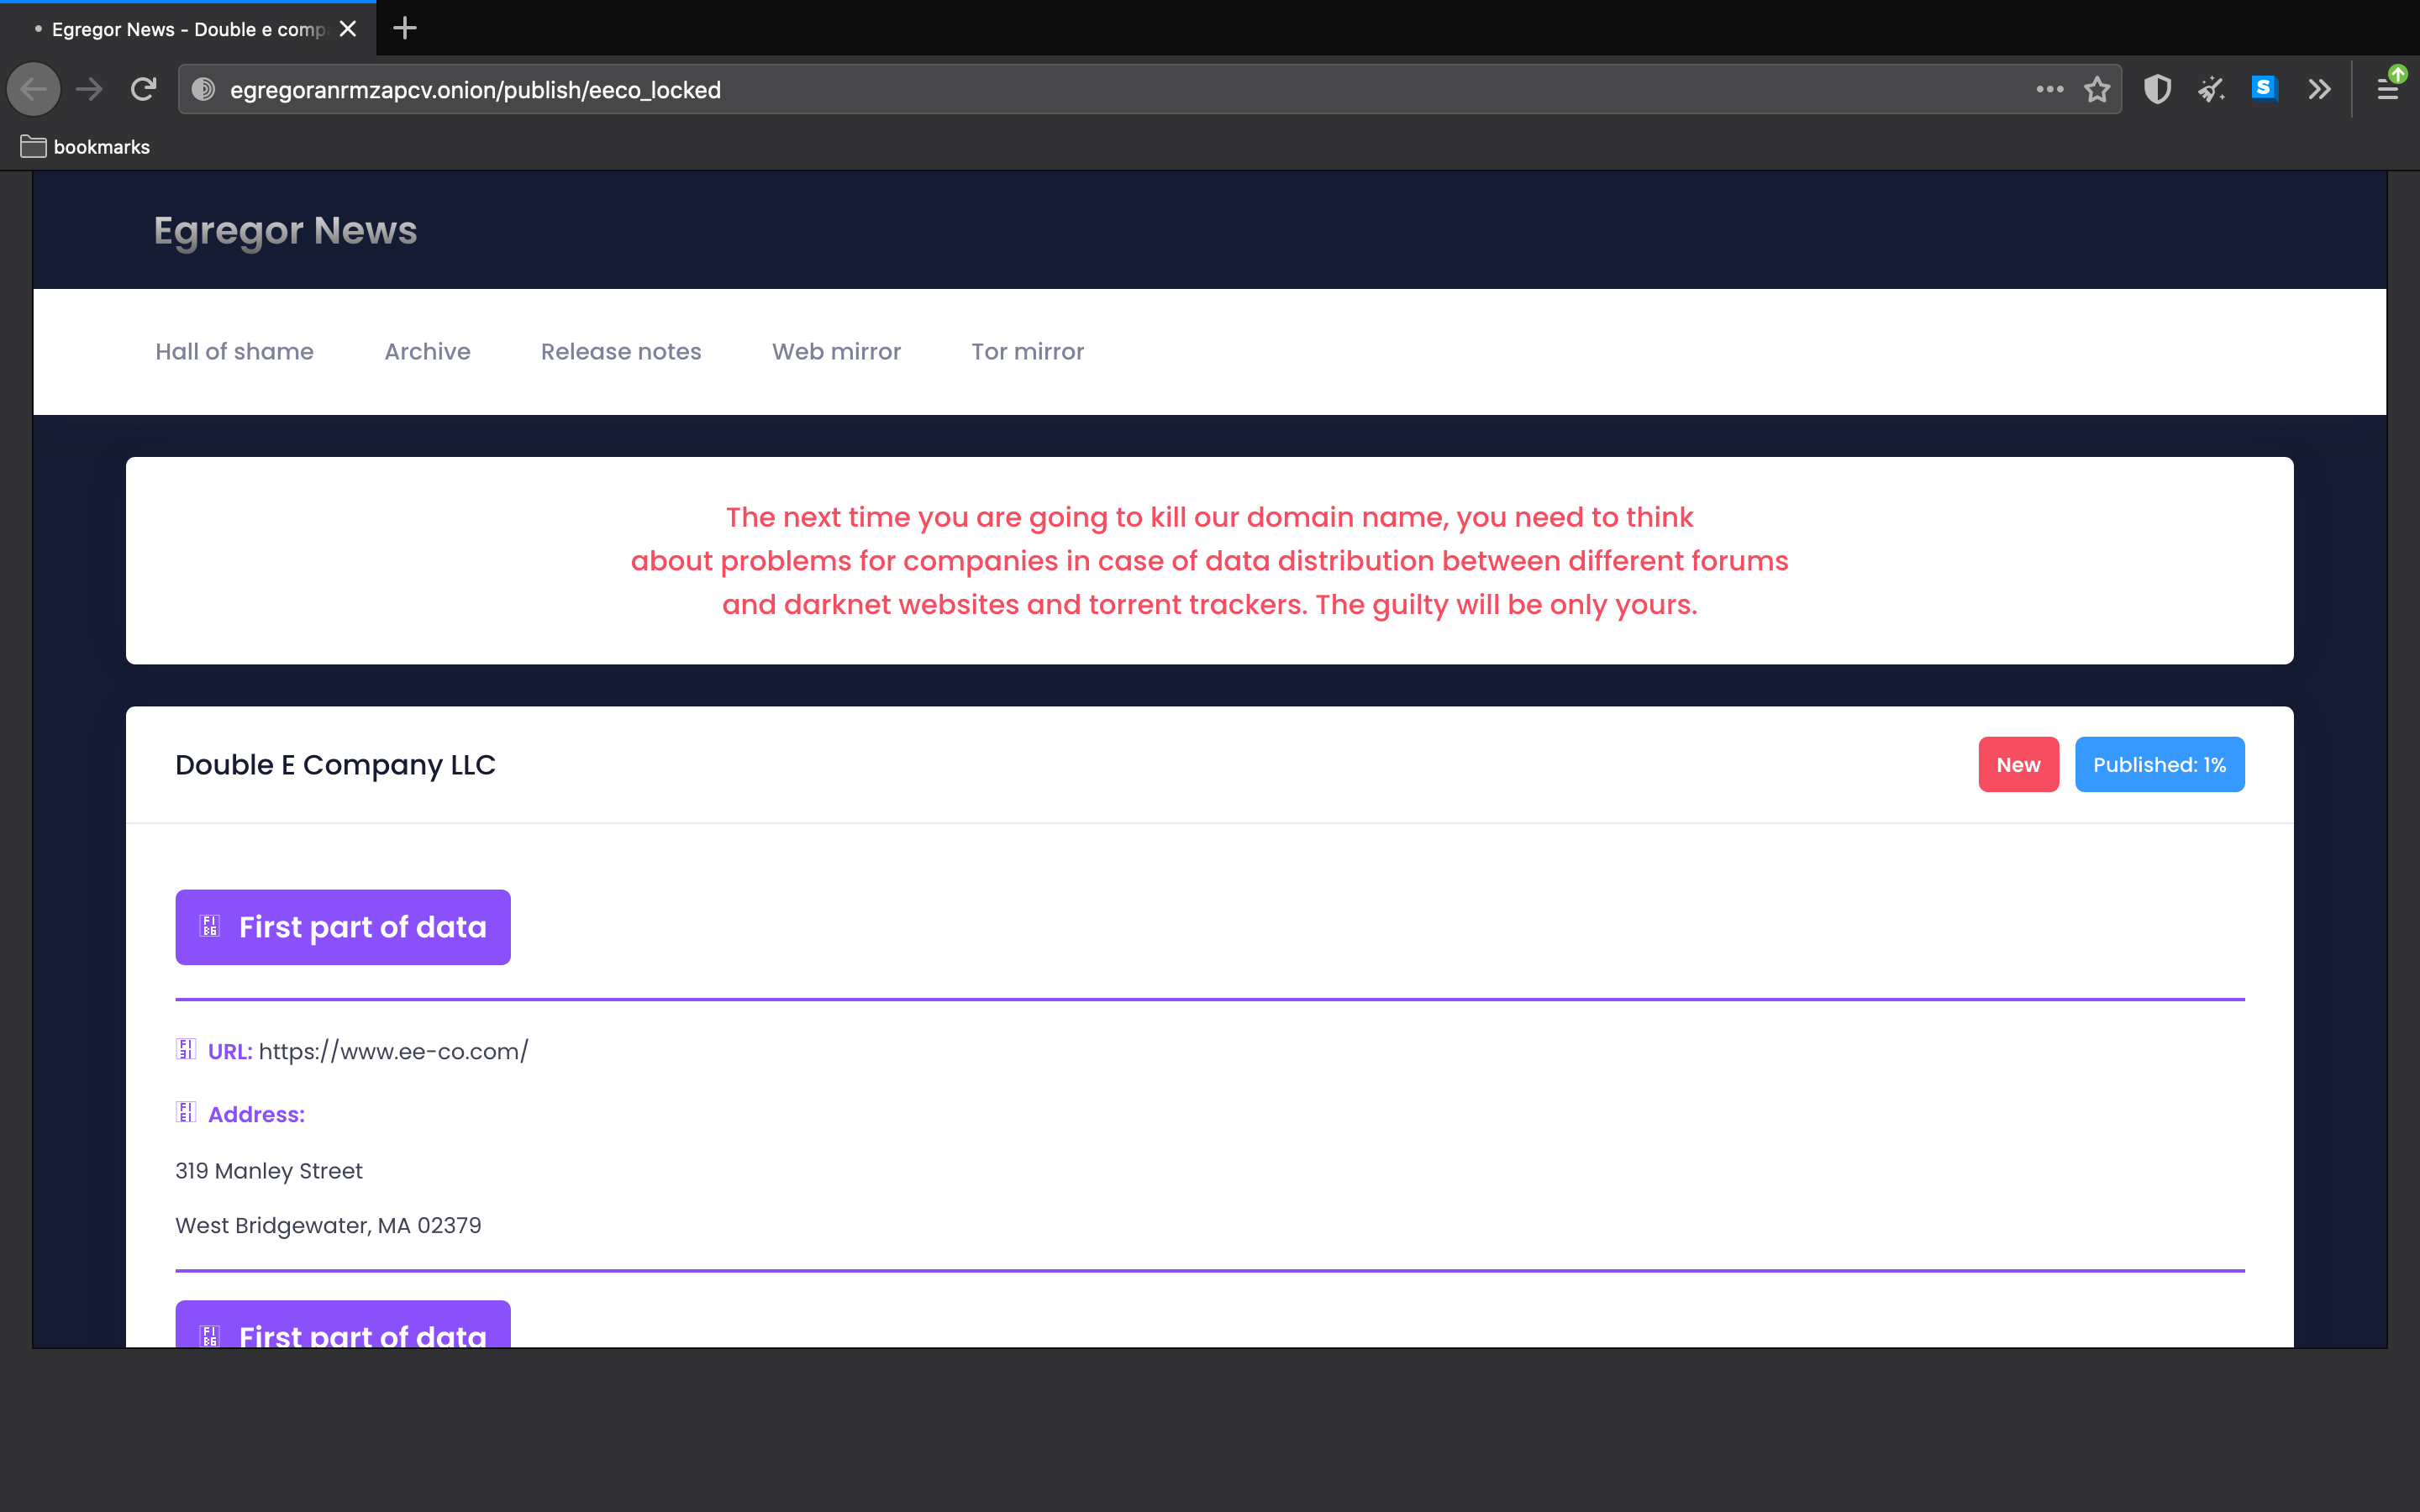 Egregor News - Double e comp
egregoranrmzapcv.onion/publish/eeco_locked
S
bookmarks
Egregor News
Hall of shame Archive Release notes Web mirror Tor mirror
The next time you are going to kill our domain name, you need to think
about problems for companies in case of data distribution between different forums
and darknet websites and torrent trackers. The guilty will be only yours.
Double E Company LLC
New Published: 1%
First part of data
URL: https://www.ee-co.com/
Address:
319 Manley Street
West Bridgewater, MA 02379
First part of data